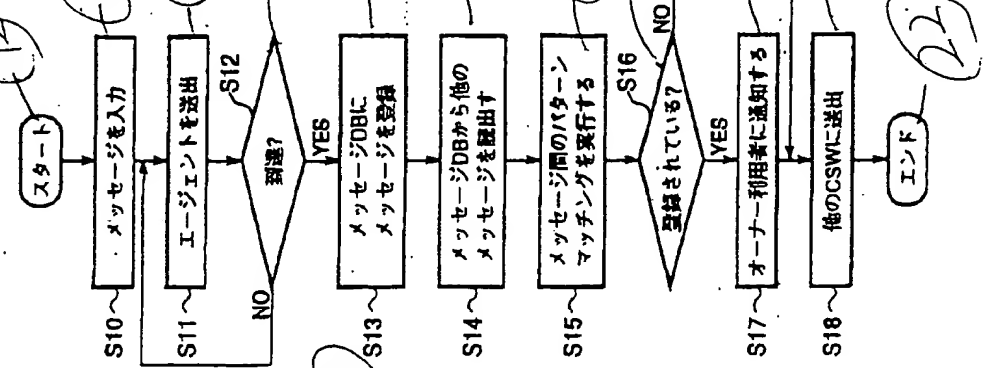 スタート
S10
メッセージを入力
S11
エージェントを送出
S12
到達?
NO
YES
S13
メッセージDBに
メッセージを登録
S14
メッセージDBから他の
メッセージを読出す
S15
メッセージ間のパターン
マッチングを実行する
S16
登録されている?
NO
YES
S17
オーナー利用者に通知する
S18
他のCSWに送出
エンド
22